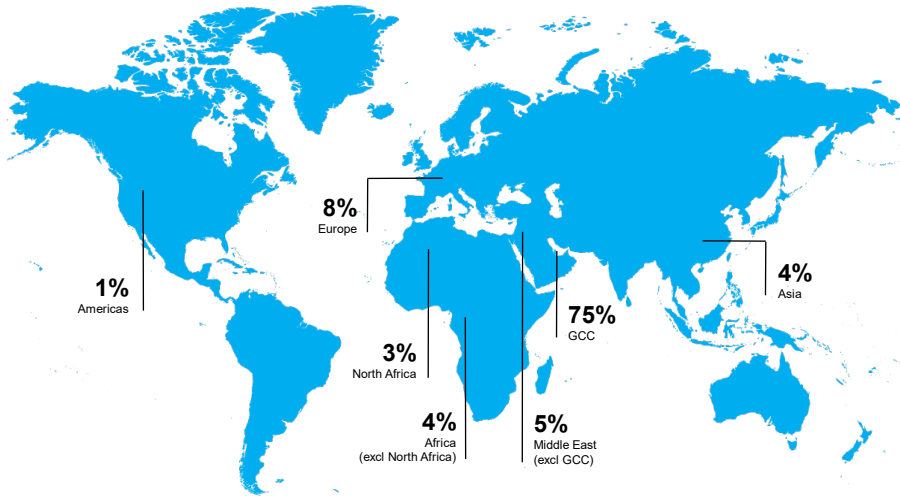 8%
Europe
1%
Americas
4%
Asia
75%
GCC
3%
North Africa
4%
Africa
(excl North Africa)
5%
Middle East
(excl GCC)